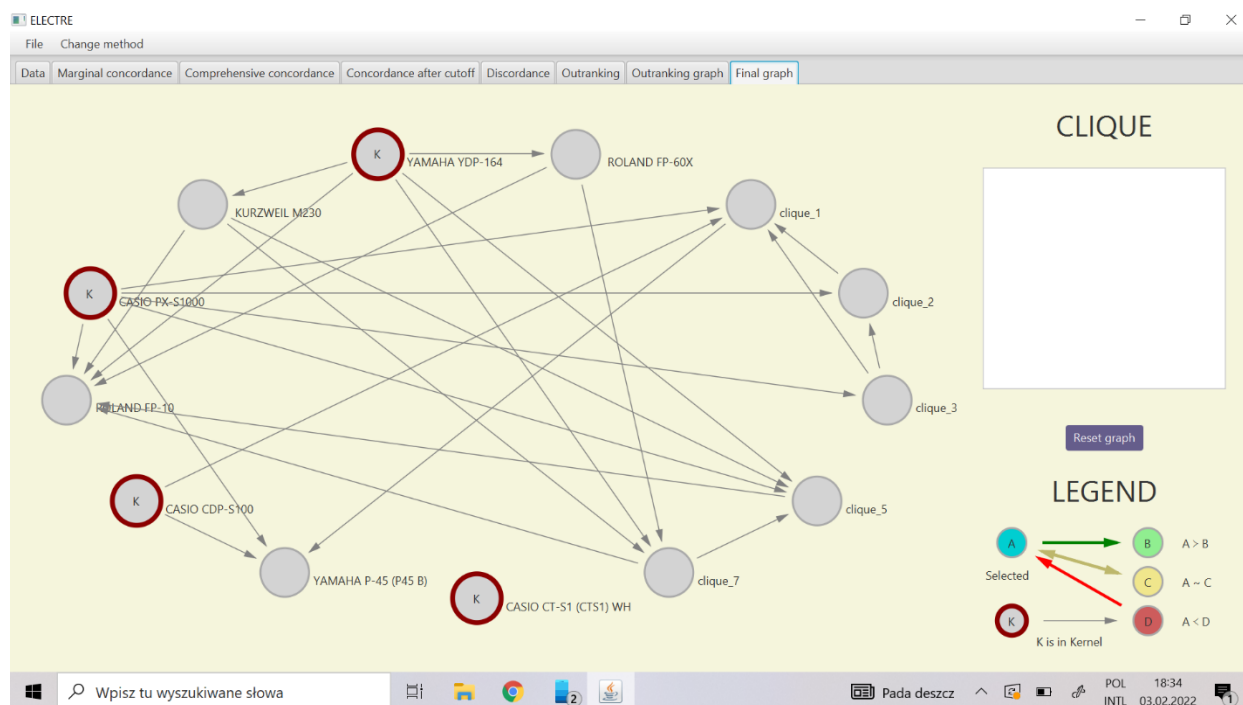 ELECTRE
File Change method
Data Marginal concordance Comprehensive concordance Concordance after cutoff Discordance Outranking Outranking graph Final graph
CLIQUE
K
YAMAHA YDP-164
ROLAND FP-60X
KURZWEIL M230
clique_1
K
CASIO PX-S1000
clique_2
ROLAND FP-10
clique_3
Reset graph
K
CASIO CDP-S100
clique_5
LEGEND
A B A > B
Selected
YAMAHA P-45 (P45 B)
clique_7
C A ~ C
K
CASIO CT-S1 (CTS1) WH
K D A < D
K is in Kernel
Wpisz tu wyszukiwane słowa
2
Pada deszcz
POL
INTL
18:34
03.02.2022
1